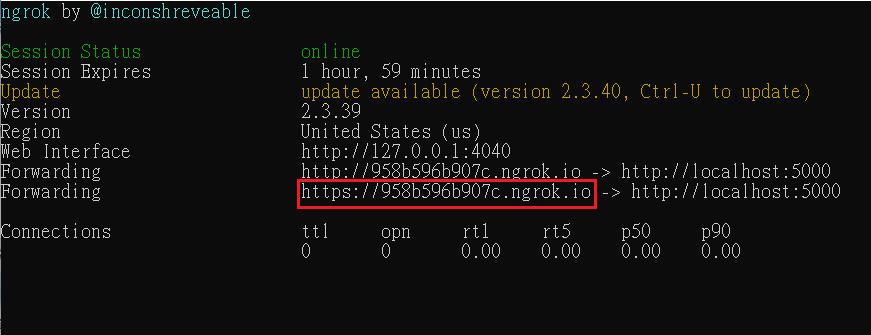 ngrok by @inconshreveable
Session Status online
Session Expires 1 hour, 59 minutes
Update update available (version 2.3.40, Ctrl-U to update)
Version 2.3.39
Region United States (us)
Web Interface http://127.0.0.1:4040
Forwarding http://958b596b907c.ngrok.io -> http://localhost:5000
Forwarding https://958b596b907c.ngrok.io -> http://localhost:5000
Connections ttl opn rt1 rt5 p50 p90
0 0 0.00 0.00 0.00 0.00